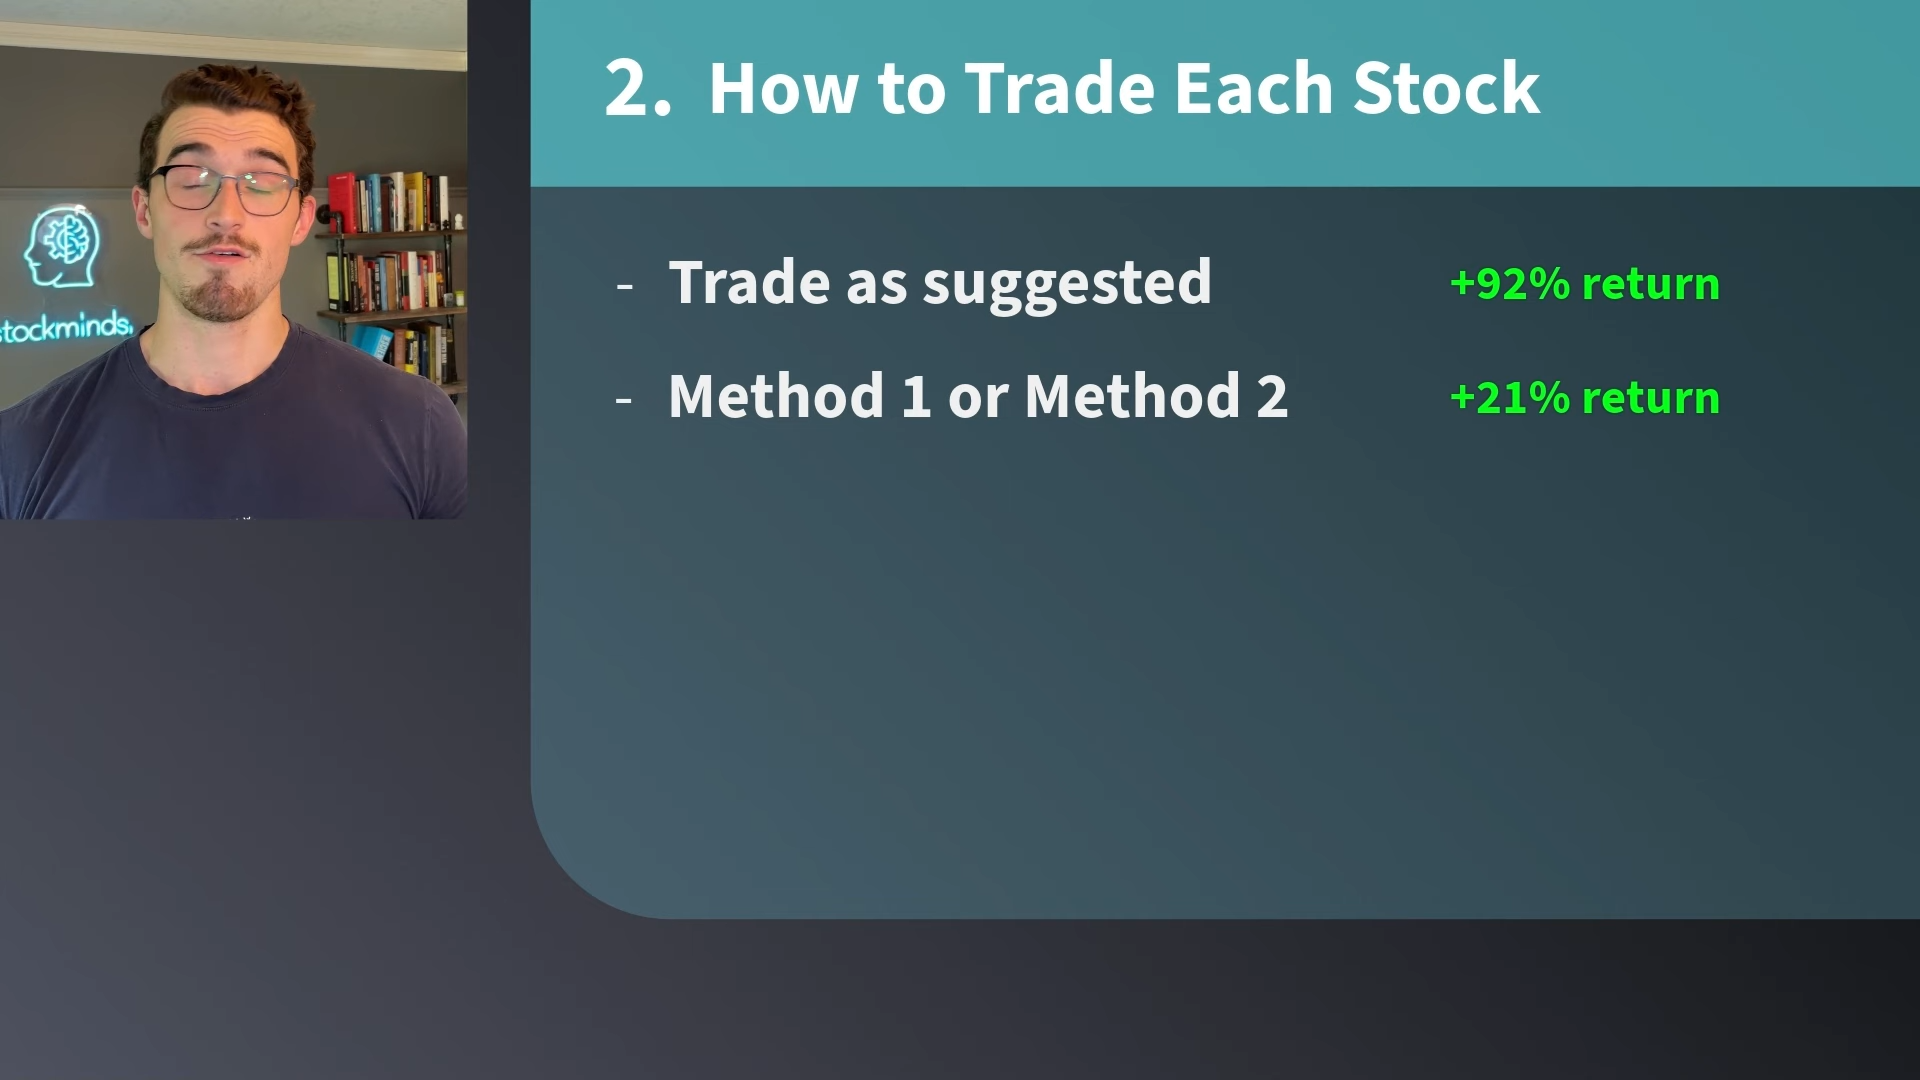 2. How to Trade Each Stock
- Trade as suggested +92% return
- Method 1 or Method 2 +21% return
stockminds.